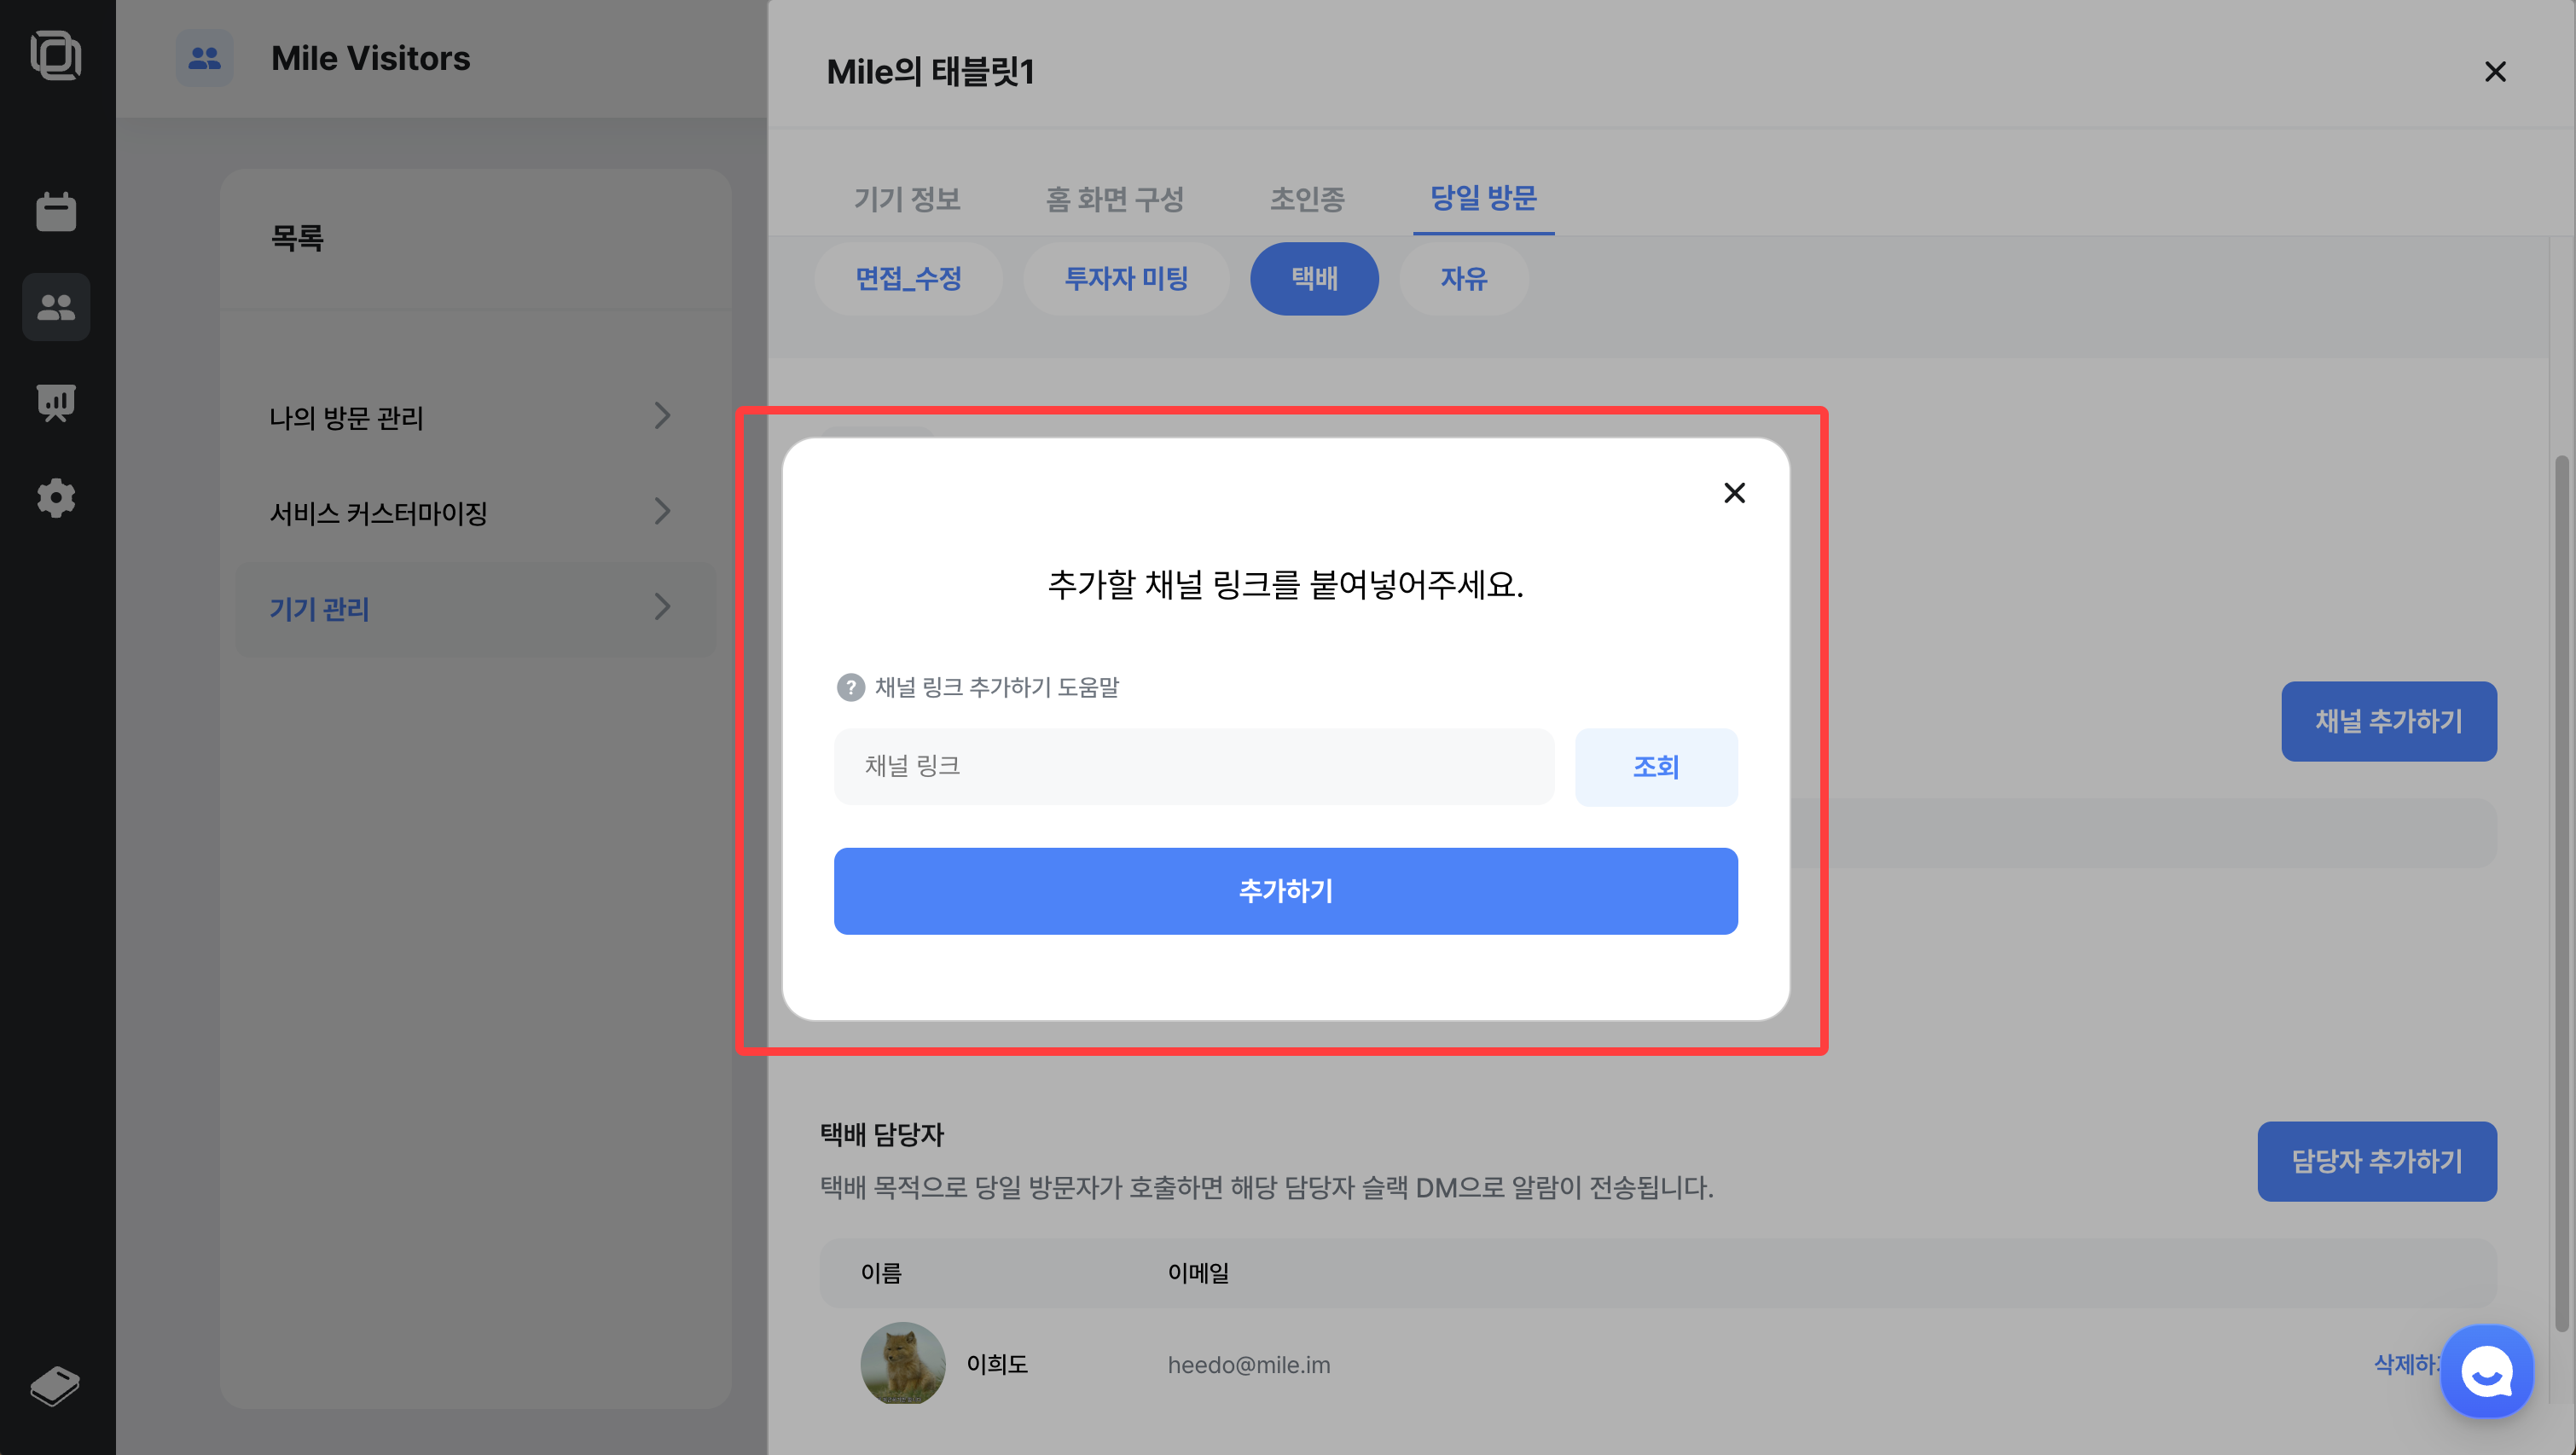 Mile Visitors
목록
나의 방문 관리
서비스 커스터마이징
기기 관리
Mile의 태블릿1
기기 정보
홈 화면 구성
초인종
당일 방문
면접_수정
투자자 미팅
택배
자유
추가할 채널 링크를 붙여넣어주세요.
? 채널 링크 추가하기 도움말
채널 링크
조회
추가하기
채널 추가하기
택배 담당자
택배 목적으로 당일 방문자가 호출하면 해당 담당자 슬랙 DM으로 알람이 전송됩니다.
담당자 추가하기
이름
이메일
이희도
heedo@mile.im
삭제하